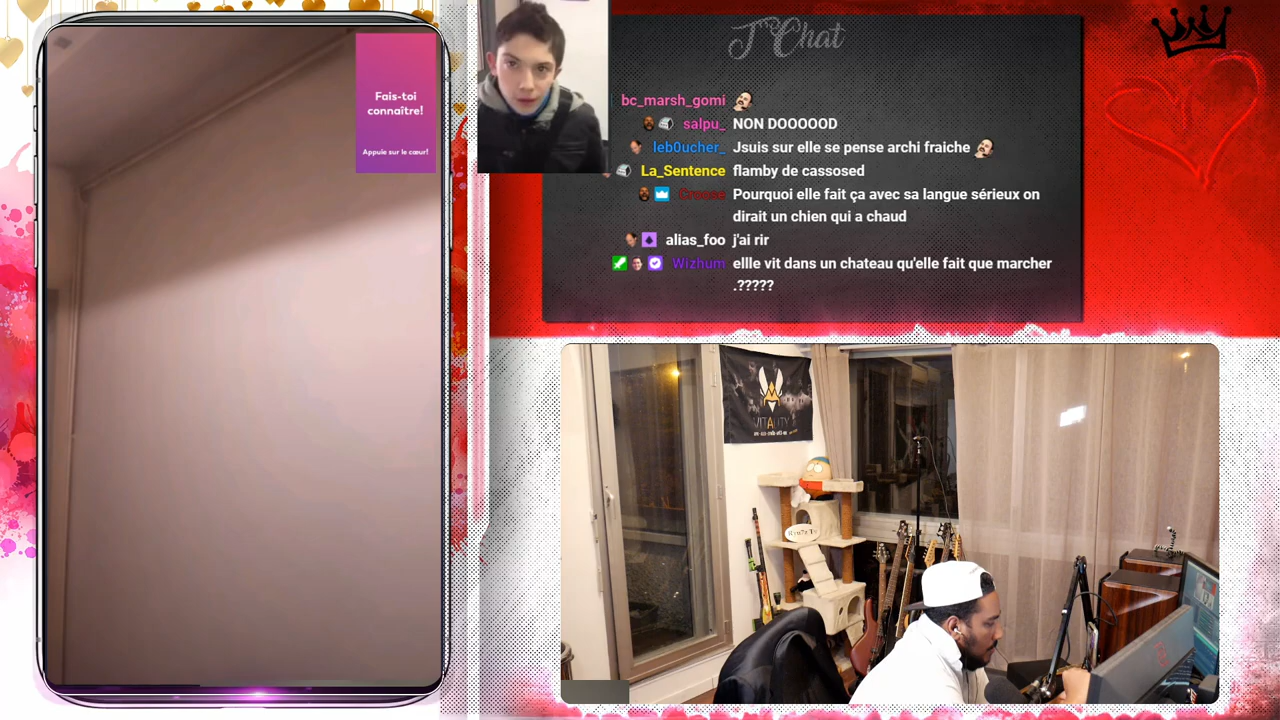 Fais-toi
connaître!
Appuie sur le cœur!
J Chat
bc_marsh_gomi
salpu_ NON DOOOOOD
leb0ucher_ Jsuis sur elle se pense archi fraiche
La_Sentence flamby de cassosed
Croose Pourquoi elle fait ça avec sa langue sérieux on
dirait un chien qui a chaud
alias_foo j'ai rir
Wizhum ellle vit dans un chateau qu'elle fait que marcher
.?????
VITALITY